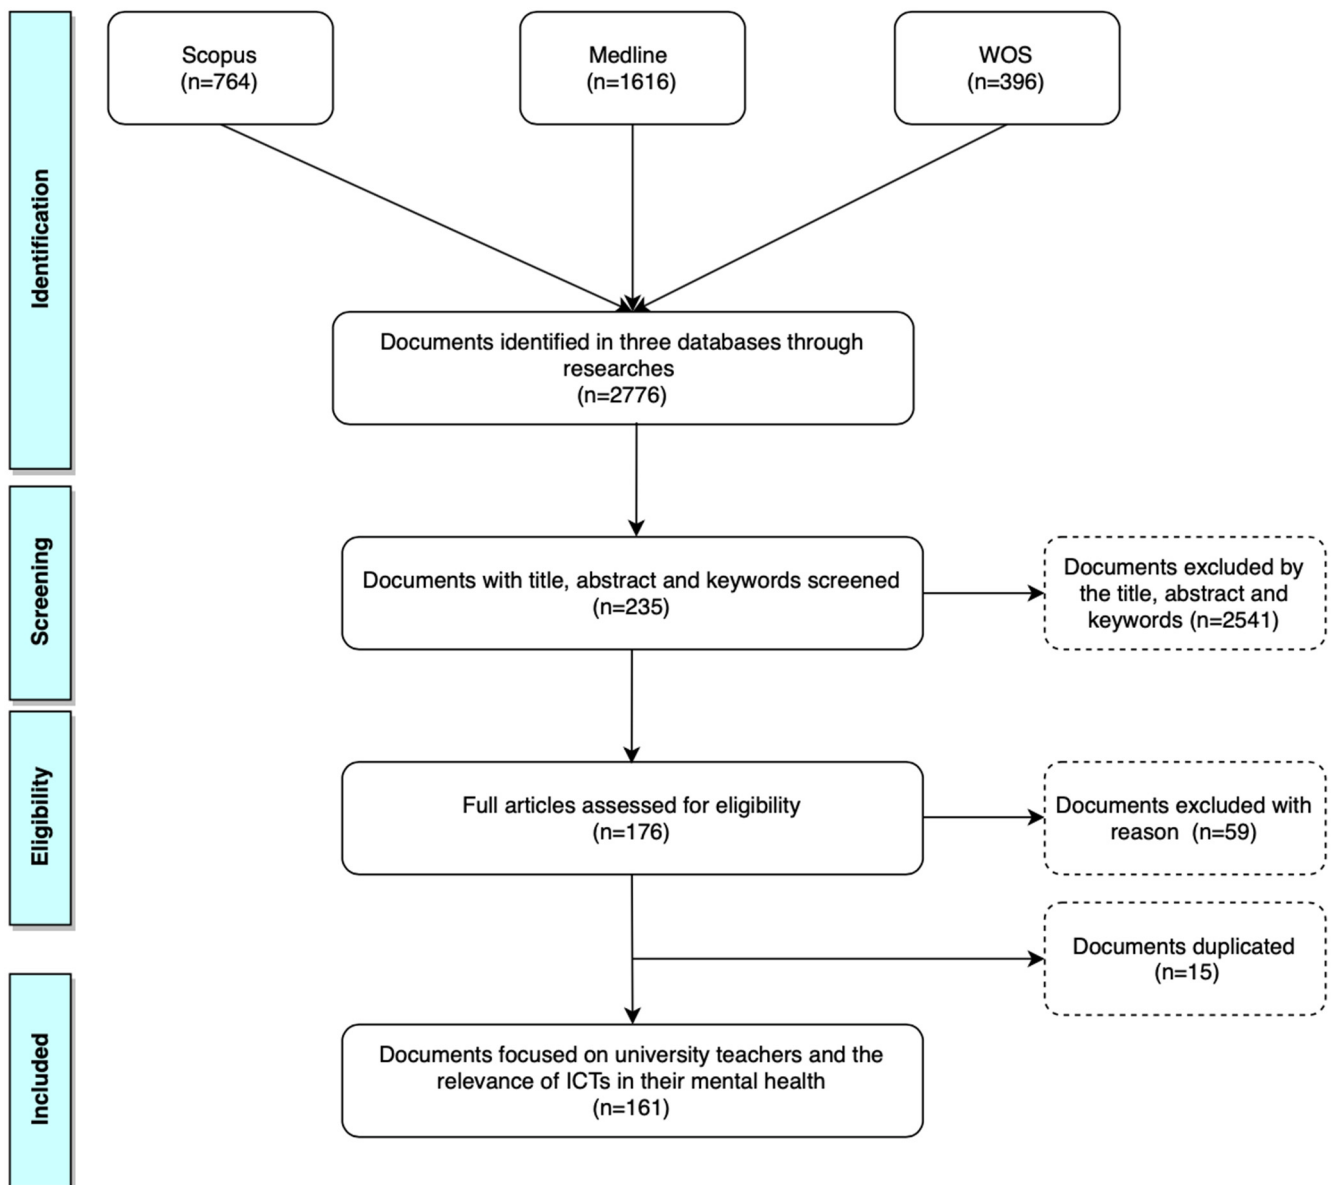 Identification
Scopus
(n=764)
Medline
(n=1616)
WOS
(n=396)
Documents identified in three databases through
researches
(n=2776)
Screening
Documents with title, abstract and keywords screened
(n=235)
Documents excluded by
the title, abstract and
keywords (n=2541)
Eligibility
Full articles assessed for eligibility
(n=176)
Documents excluded with
reason (n=59)
Documents duplicated
(n=15)
Included
Documents focused on university teachers and the
relevance of ICTs in their mental health
(n=161)